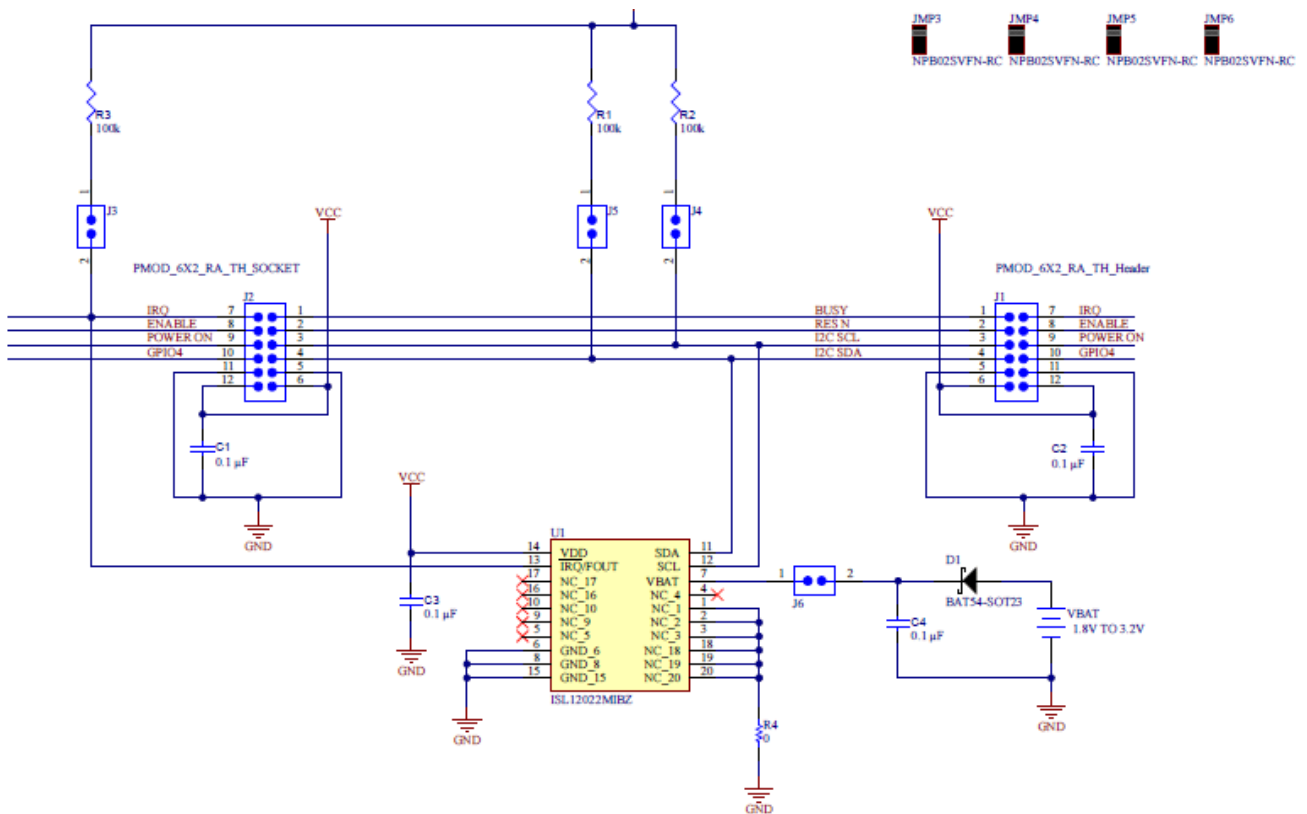 JMP3 JMP4 JMP5 JMP6
NPB02SVFN-RC NPB02SVFN-RC NPB02SVFN-RC NPB02SVFN-RC
R3
100k
R1
100k
R2
100k
1
J3
2
1
J5
2
1
J4
2
VCC
PMOD_6X2_RA_TH_SOCKET
J2
IRQ 7 1
ENABLE 8 2
POWER ON 9 3
GPIO4 10 4
11 5
12 6
C1
0.1 µF
GND
BUSY
RES N
I2C SCL
I2C SDA
VCC
PMOD_6X2_RA_TH_Header
J1
1 7 IRQ
2 8 ENABLE
3 9 POWER ON
4 10 GPIO4
5 11
6 12
C2
0.1 µF
GND
VCC
C3
0.1 µF
GND
U1
14 VDD SDA 11
13 IRQ/FOUT SCL 12
17 NC_17 VBAT 7
16 NC_16 NC_4 4
10 NC_10 NC_1 1
9 NC_9 NC_2 2
5 NC_5 NC_3 3
6 GND_6 NC_18 18
8 GND_8 NC_19 19
15 GND_15 NC_20 20
ISL12022MIBZ
GND
R4
0
GND
1 2
J6
C4
0.1 µF
D1
BAT54-SOT23
VBAT
1.8V TO 3.2V
GND